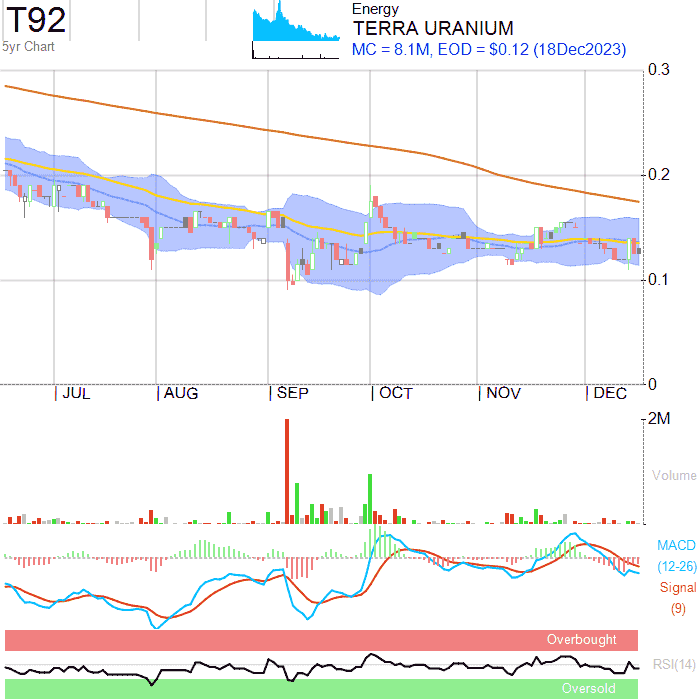 T92
5yr Chart
Energy
TERRA URANIUM
MC = 8.1M, EOD = $0.12 (18Dec2023)
0.3
0.2
0.1
0
| JUL | AUG | SEP | OCT | NOV | DEC
2M
Volume
MACD
(12-26)
Signal
(9)
Overbought
RSI(14)
Oversold